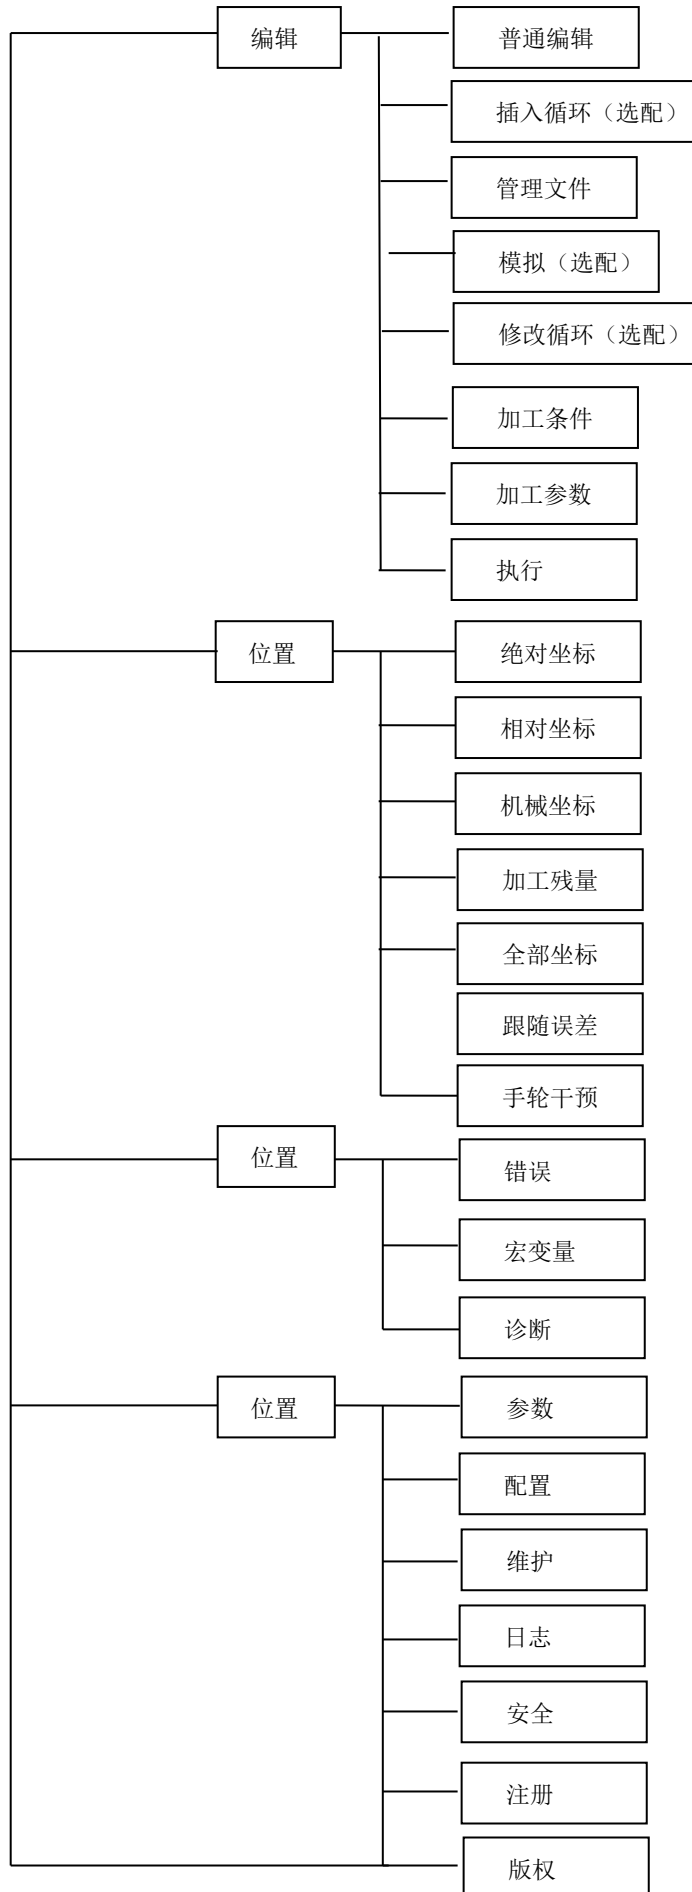 编辑
普通编辑
插入循环（选配）
管理文件
模拟（选配）
修改循环（选配）
加工条件
加工参数
执行
位置
绝对坐标
相对坐标
机械坐标
加工残量
全部坐标
跟随误差
手轮干预
位置
错误
宏变量
诊断
位置
参数
配置
维护
日志
安全
注册
版权